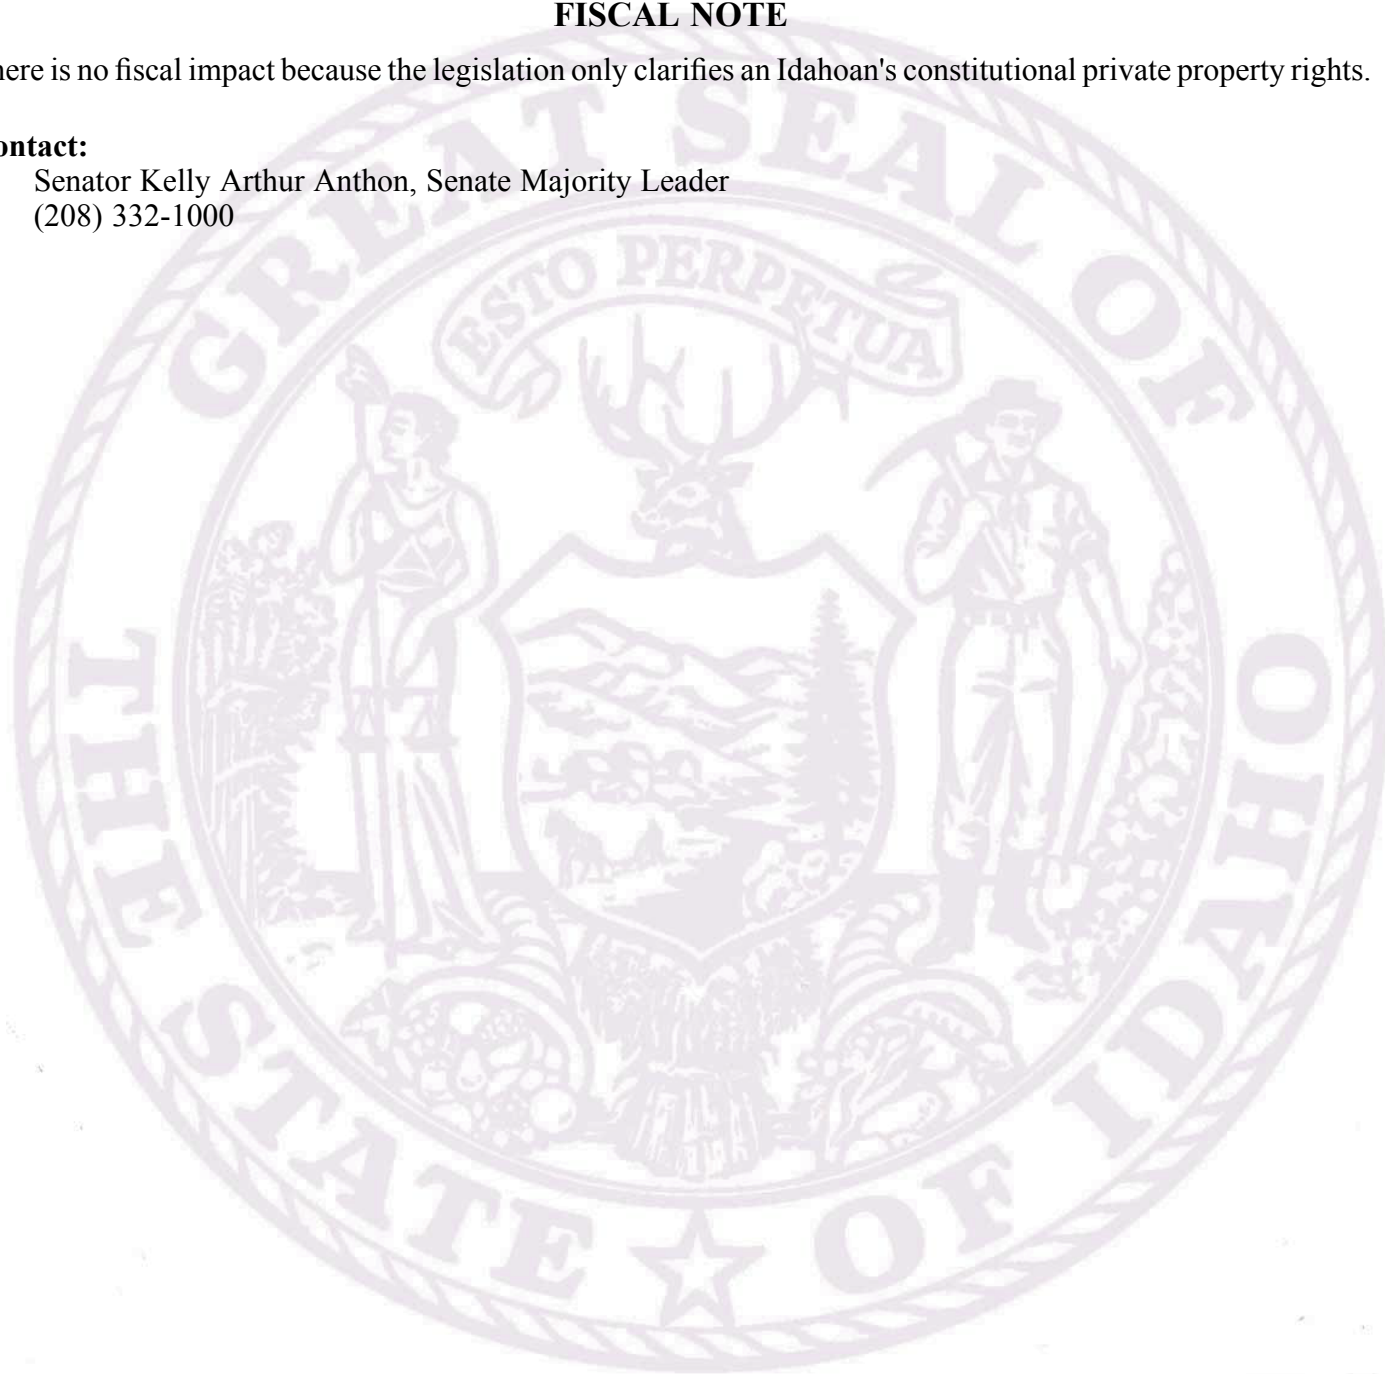 FISCAL NOTE
here is no fiscal impact because the legislation only clarifies an Idahoan's constitutional private property rights.
ontact:
Senator Kelly Arthur Anthon, Senate Majority Leader
(208) 332-1000
GREAT SEAL OF
ESTO PERPETUA
THE STATE OF IDAHO